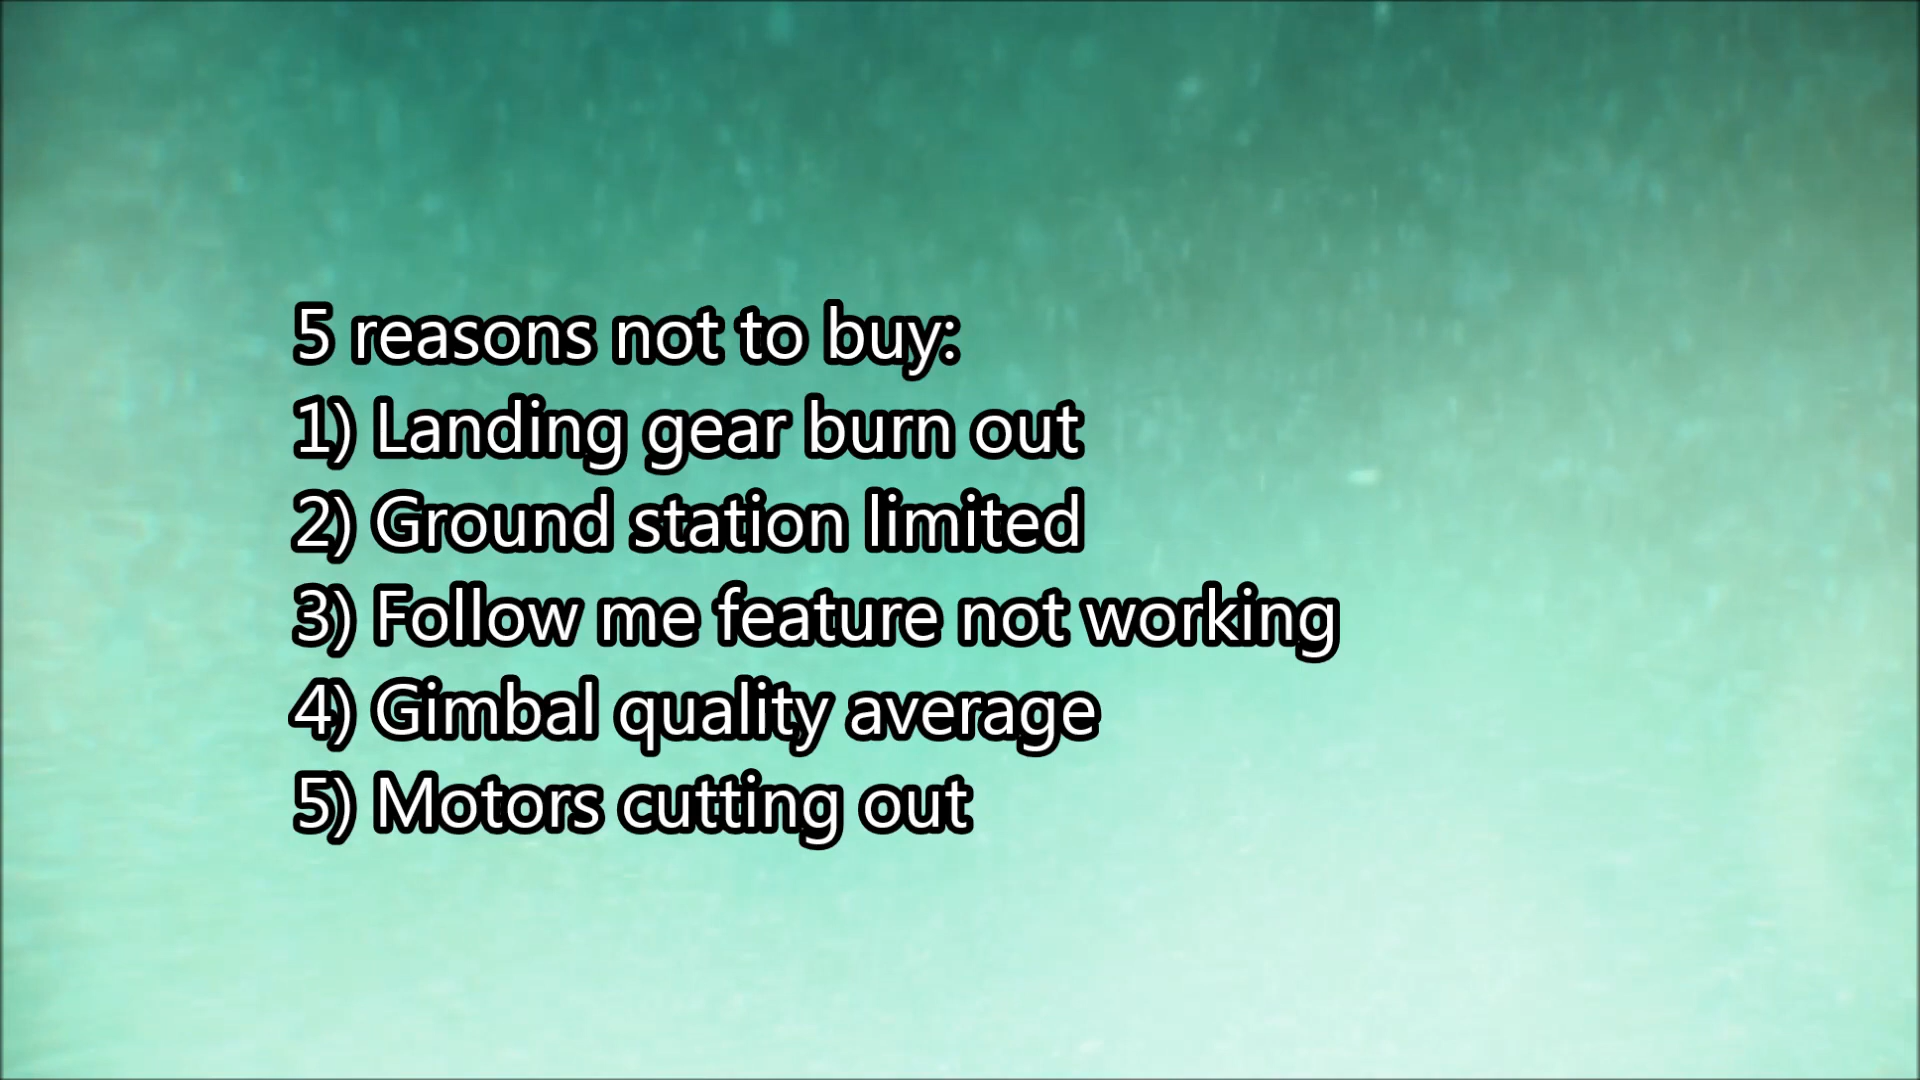 5 reasons not to buy:
1) Landing gear burn out
2) Ground station limited
3) Follow me feature not working
4) Gimbal quality average
5) Motors cutting out